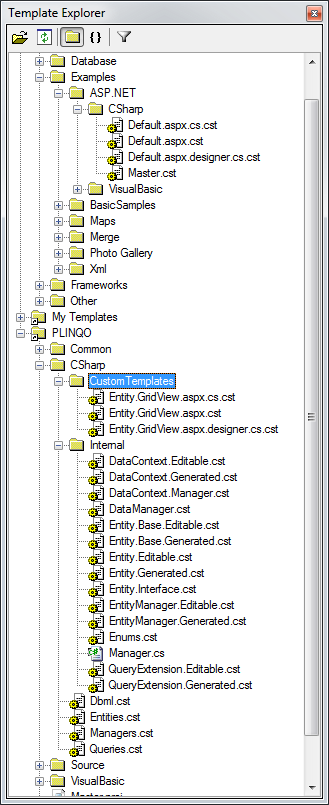 Template Explorer
{}
Database
Examples
ASP.NET
CSharp
Default.aspx.cs.cst
Default.aspx.cst
Default.aspx.designer.cs.cst
Master.cst
VisualBasic
BasicSamples
Maps
Merge
Photo Gallery
Xml
Frameworks
Other
My Templates
PLINQO
Common
CSharp
CustomTemplates
Entity.GridView.aspx.cs.cst
Entity.GridView.aspx.cst
Entity.GridView.aspx.designer.cs.cst
Internal
DataContext.Editable.cst
DataContext.Generated.cst
DataContext.Manager.cst
DataManager.cst
Entity.Base.Editable.cst
Entity.Base.Generated.cst
Entity.Editable.cst
Entity.Generated.cst
Entity.Interface.cst
EntityManager.Editable.cst
EntityManager.Generated.cst
Enums.cst
Manager.cs
QueryExtension.Editable.cst
QueryExtension.Generated.cst
Dbml.cst
Entities.cst
Managers.cst
Queries.cst
Source
VisualBasic